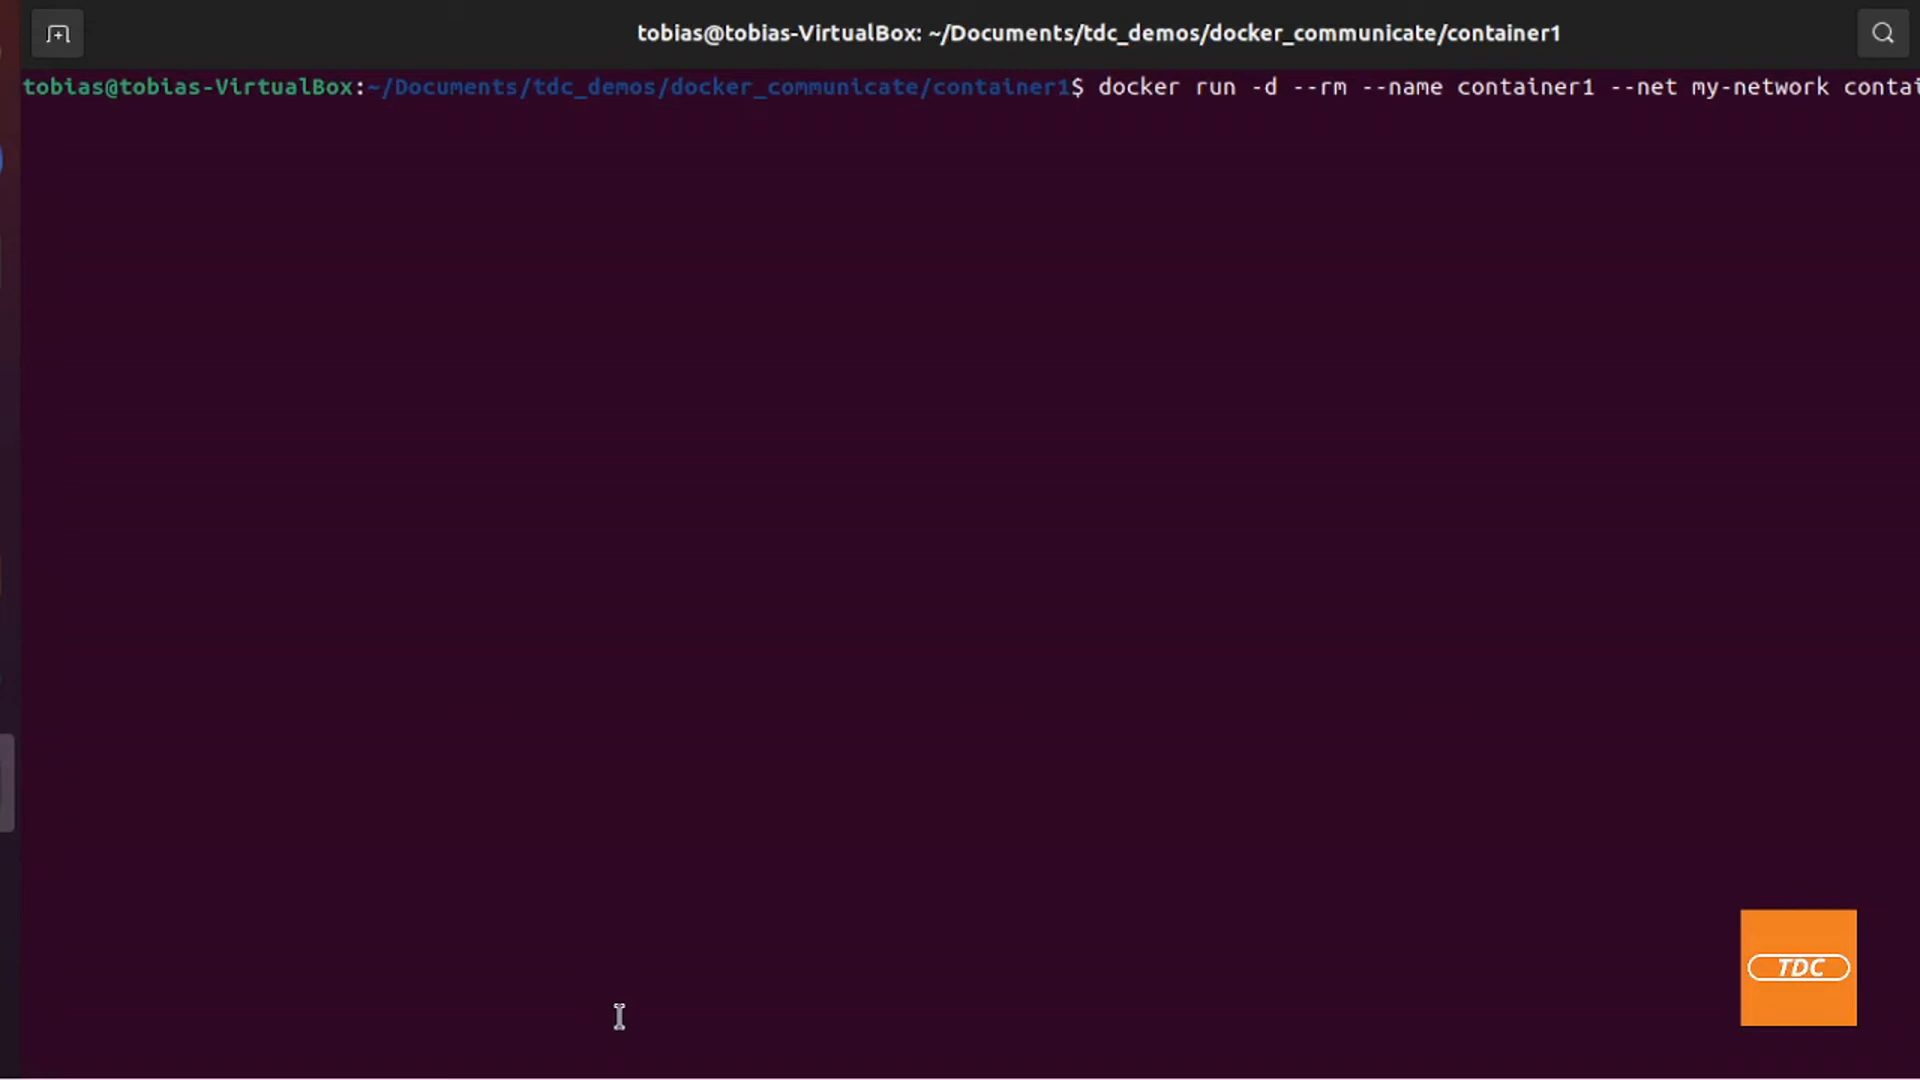 tobias@tobias-VirtualBox: ~/Documents/tdc_demos/docker_communicate/container1
tobias@tobias-VirtualBox:~/Documents/tdc_demos/docker_communicate/container1$ docker run -d --rm --name container1 --net my-network contai
TDC